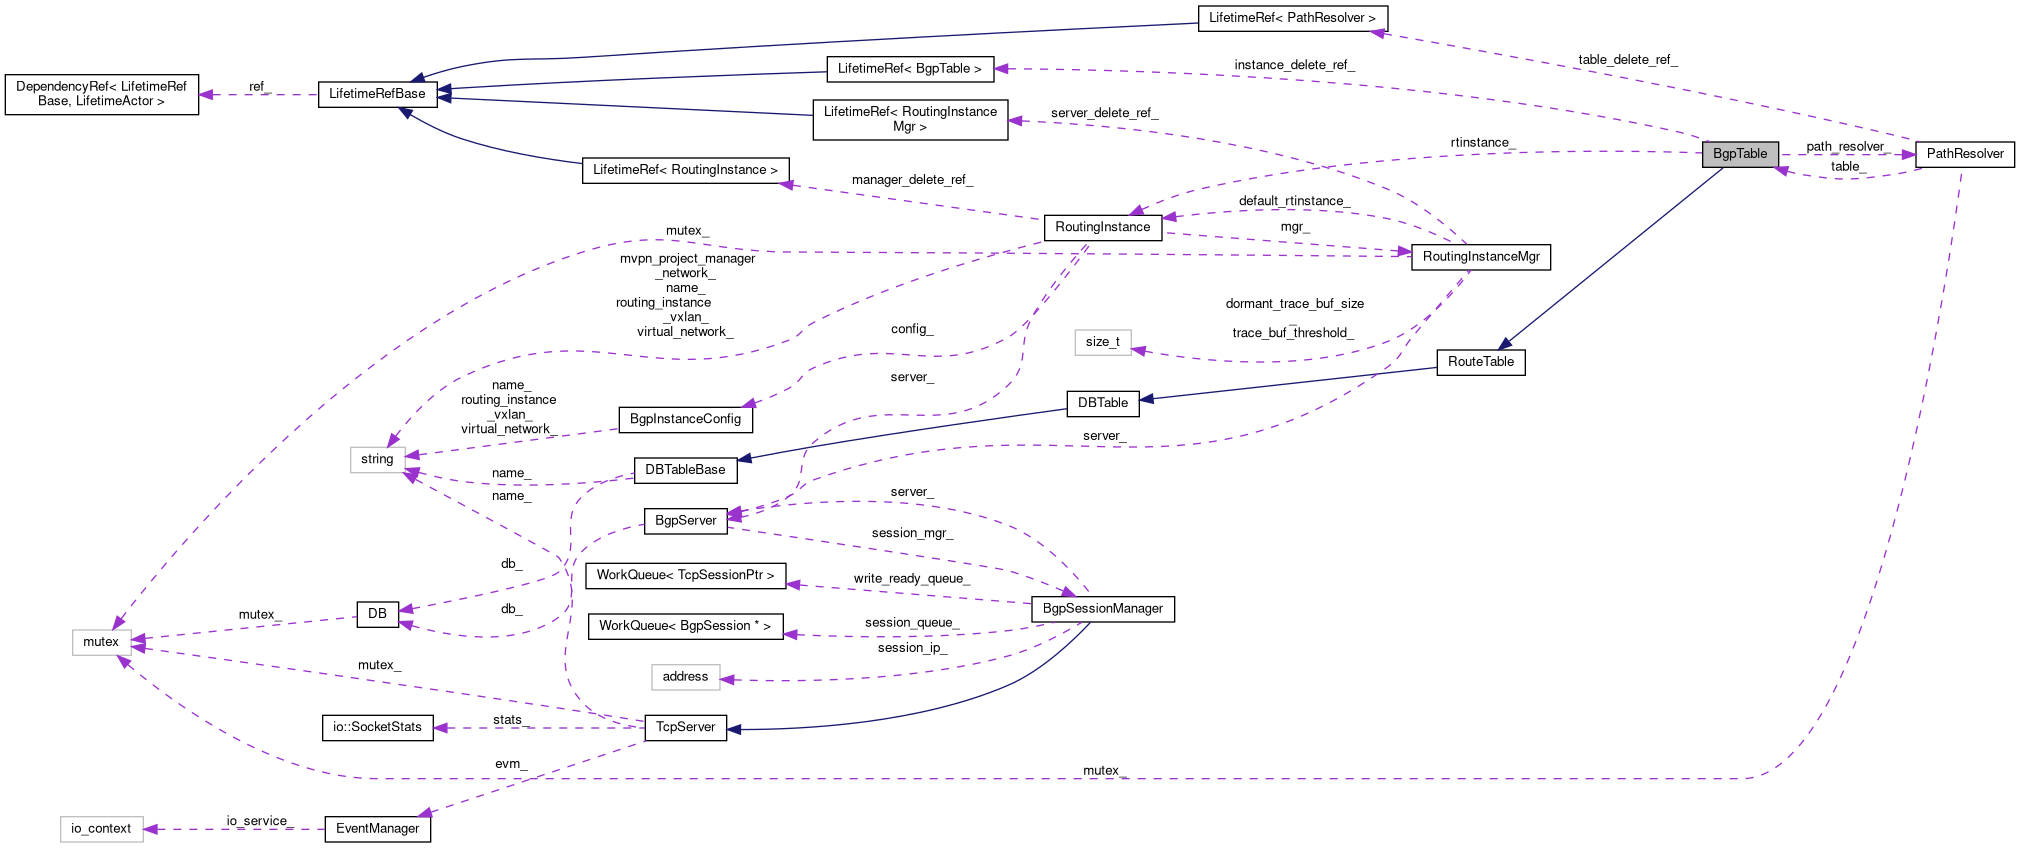 LifetimeRef< PathResolver >
table_delete_ref_
instance_delete_ref_
LifetimeRef< BgpTable >
DependencyRef< LifetimeRef
Base, LifetimeActor >
ref_
LifetimeRefBase
LifetimeRef< RoutingInstance
Mgr >
server_delete_ref_
rtinstance_
BgpTable
path_resolver_
table_
PathResolver
LifetimeRef< RoutingInstance >
manager_delete_ref_
default_rtinstance_
RoutingInstance
mgr_
mutex_
RoutingInstanceMgr
mvpn_project_manager
_network_
name_
routing_instance
_vxlan_
virtual_network_
dormant_trace_buf_size
_
trace_buf_threshold_
config_
size_t
RouteTable
server_
name_
routing_instance
_vxlan_
virtual_network_
DBTable
BgpInstanceConfig
server_
string
DBTableBase
name_
name_
server_
BgpServer
session_mgr_
db_
WorkQueue< TcpSessionPtr >
write_ready_queue_
BgpSessionManager
db_
DB
mutex_
WorkQueue< BgpSession * >
session_queue_
mutex
session_ip_
mutex_
address
io::SocketStats
stats_
TcpServer
evm_
mutex_
io_context
io_service_
EventManager